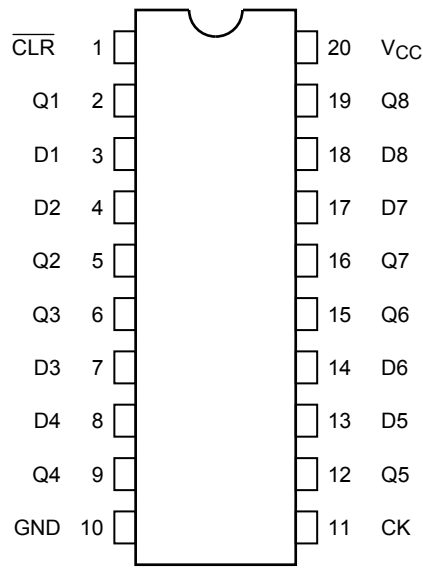 C̅L̅R̅ 1 20 VCC
Q1 2 19 Q8
D1 3 18 D8
D2 4 17 D7
Q2 5 16 Q7
Q3 6 15 Q6
D3 7 14 D6
D4 8 13 D5
Q4 9 12 Q5
GND 10 11 CK